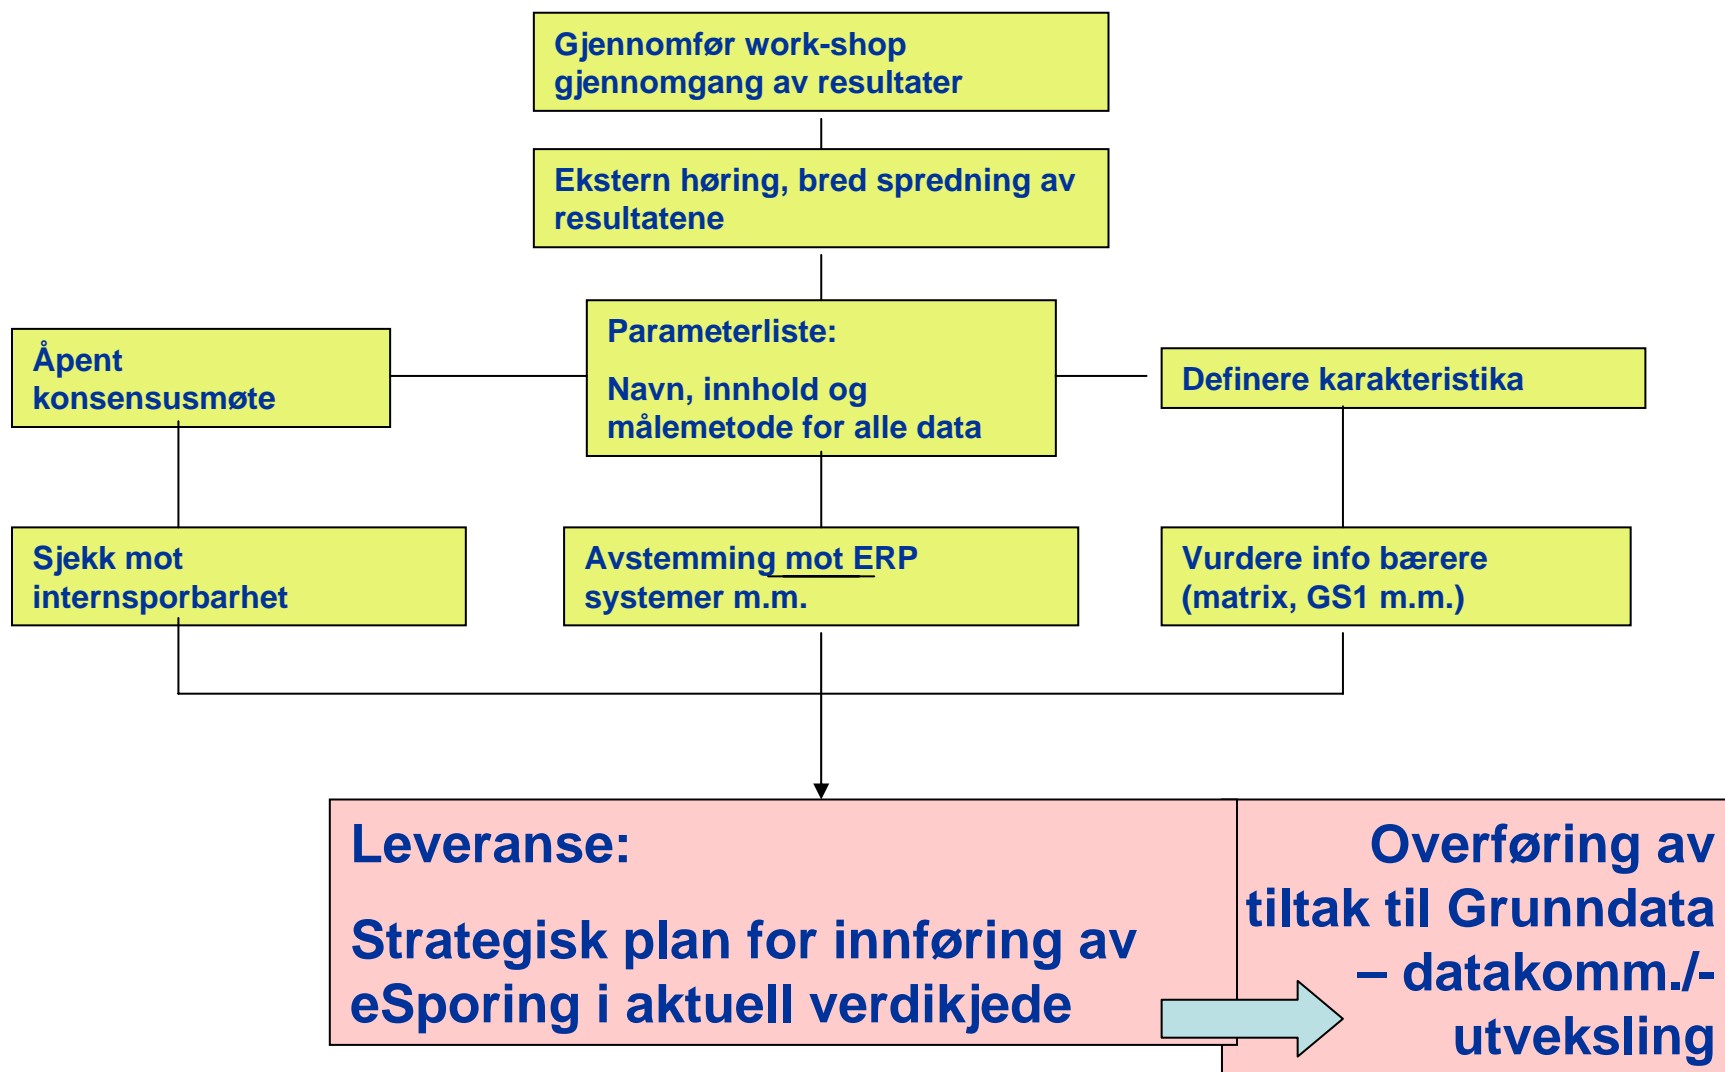 Gjennomfør work-shop
gjennomgang av resultater
Ekstern høring, bred spredning av
resultatene
Åpent
konsensusmøte
Parameterliste:
Navn, innhold og
målemetode for alle data
Definere karakteristika
Sjekk mot
internsporbarhet
Avstemming mot ERP
systemer m.m.
Vurdere info bærere
(matrix, GS1 m.m.)
Leveranse:
Strategisk plan for innføring av
eSporing i aktuell verdikjede
Overføring av
tiltak til Grunndata
– datakomm./-
utveksling